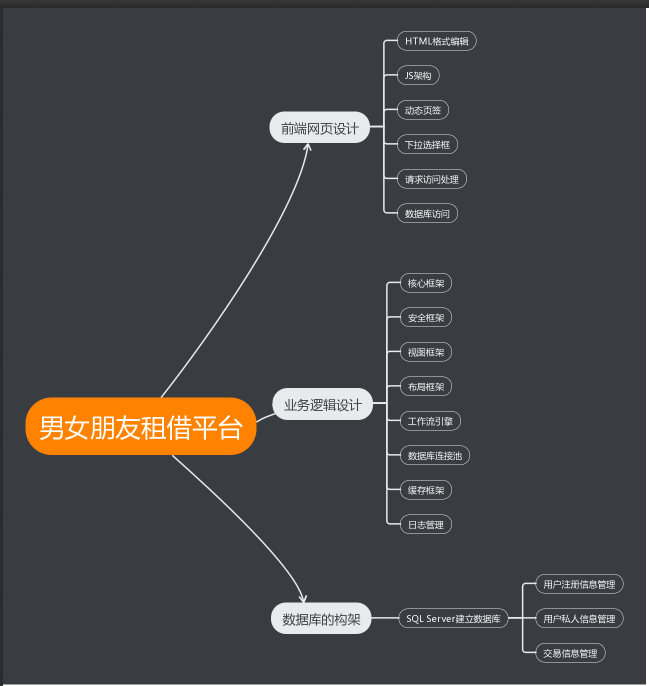 HTML格式编辑
JS架构
动态页签
前端网页设计
下拉选择框
请求访问处理
数据库访问
核心框架
安全框架
视图框架
布局框架
业务逻辑设计
男女朋友租借平台
工作流引擎
数据库连接池
缓存框架
日志管理
用户注册信息管理
数据库的构架
SQL Server建立数据库
用户私人信息管理
交易信息管理